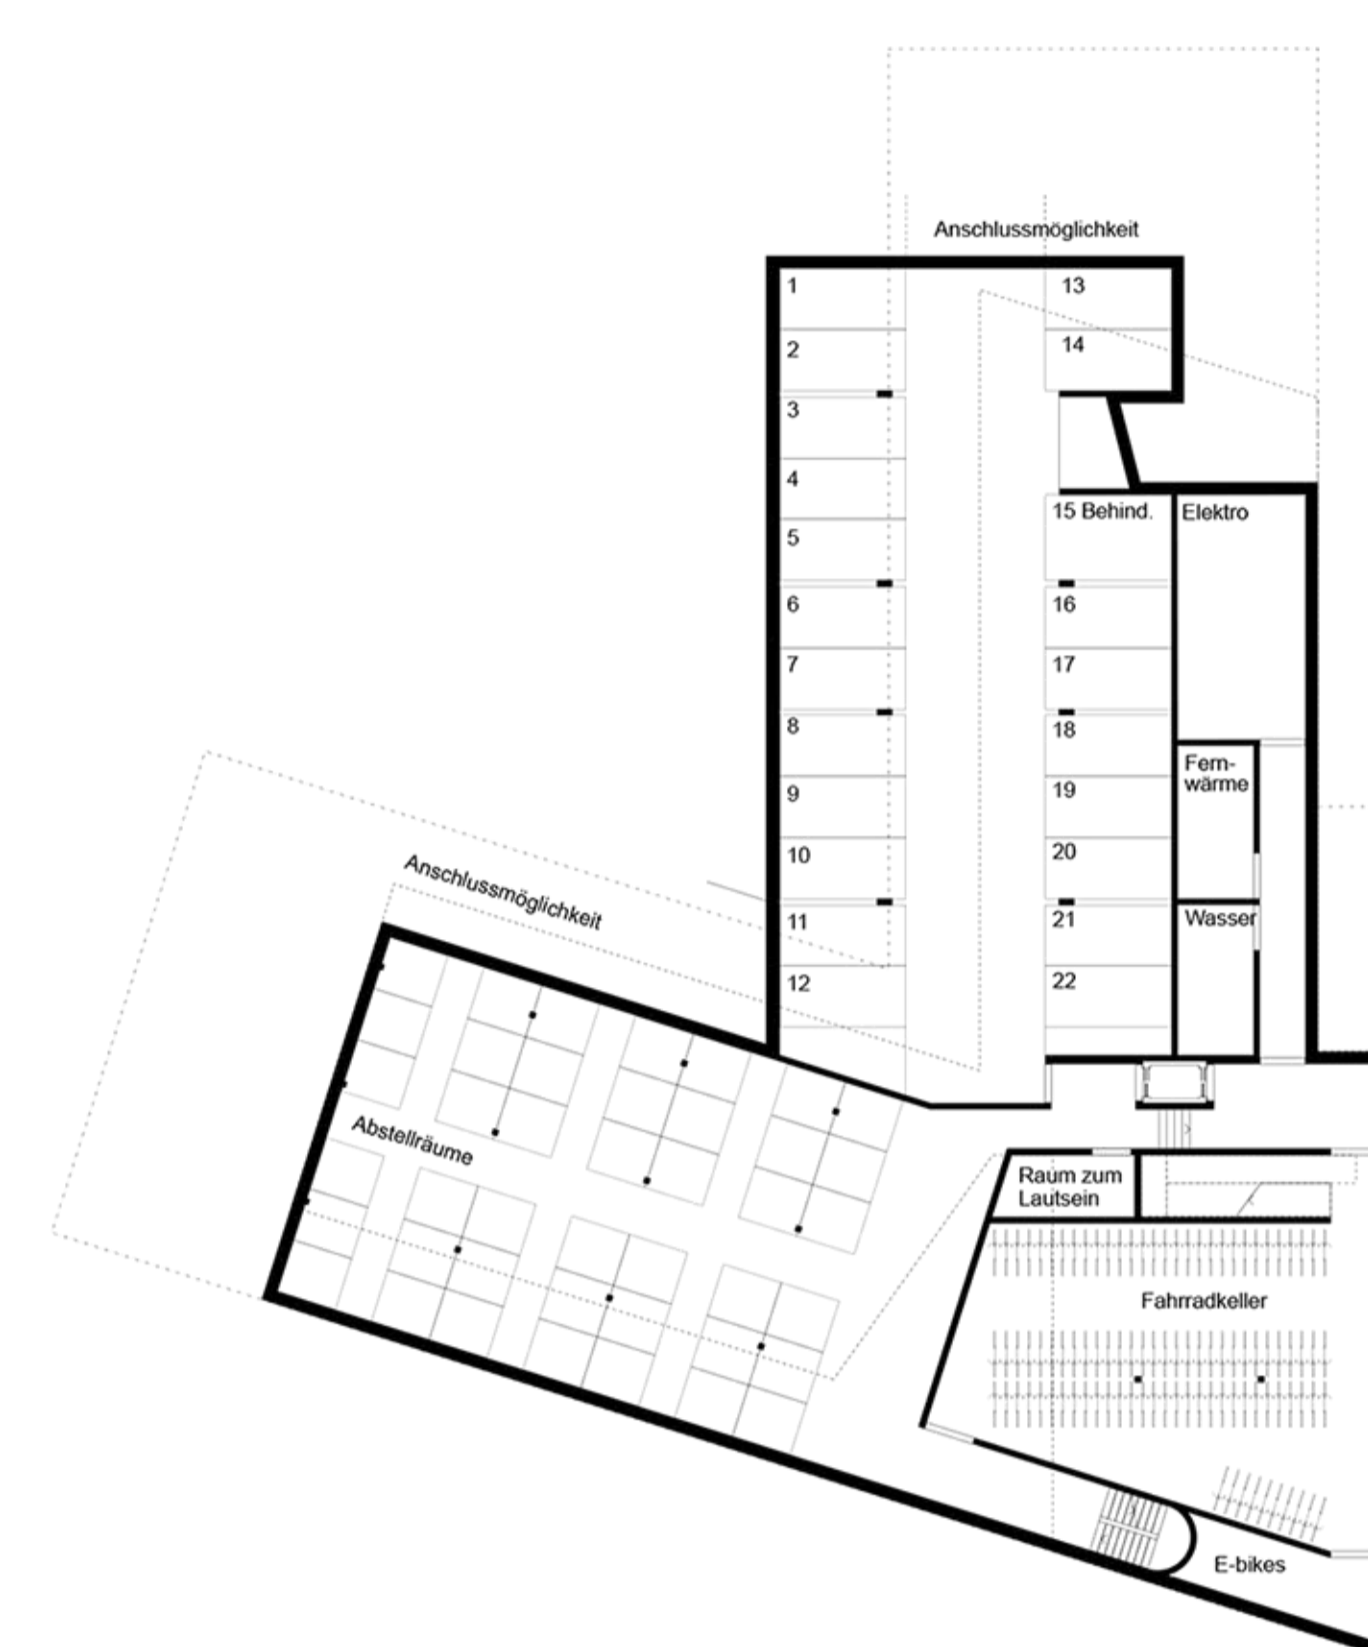 Anschlussmöglichkeit
1
2
3
4
5
6
7
8
9
10
11
12
13
14
15 Behind.
16
17
18
19
20
21
22
Elektro
Fern-
wärme
Wasser
Anschlussmöglichkeit
Abstellräume
Raum zum
Lautsein
Fahrradkeller
E-bikes